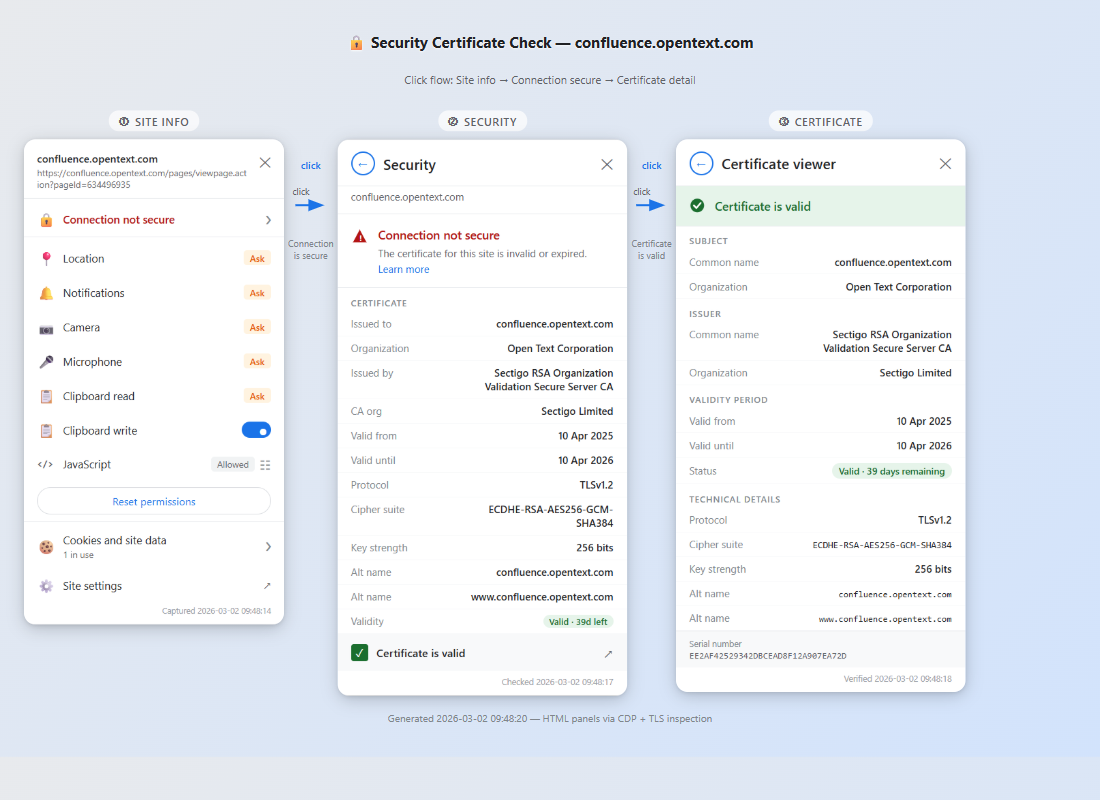 🔒 Security Certificate Check — confluence.opentext.com
Click flow: Site info → Connection secure → Certificate detail
① SITE INFO
confluence.opentext.com
https://confluence.opentext.com/pages/viewpage.act
ion?pageId=634496935
Connection not secure
Location Ask
Notifications Ask
Camera Ask
Microphone Ask
Clipboard read Ask
Clipboard write
</> JavaScript Allowed
Reset permissions
Cookies and site data
1 in use
Site settings ↗
Captured 2026-03-02 09:48:14
click
click
Connection
is secure
② SECURITY
← Security
confluence.opentext.com
Connection not secure
The certificate for this site is invalid or expired.
Learn more
CERTIFICATE
Issued to confluence.opentext.com
Organization Open Text Corporation
Issued by Sectigo RSA Organization
Validation Secure Server CA
CA org Sectigo Limited
Valid from 10 Apr 2025
Valid until 10 Apr 2026
Protocol TLSv1.2
Cipher suite ECDHE-RSA-AES256-GCM-
SHA384
Key strength 256 bits
Alt name confluence.opentext.com
Alt name www.confluence.opentext.com
Validity Valid · 39d left
✓ Certificate is valid ↗
Checked 2026-03-02 09:48:17
click
click
Certificate
is valid
③ CERTIFICATE
← Certificate viewer
Certificate is valid
SUBJECT
Common name confluence.opentext.com
Organization Open Text Corporation
ISSUER
Common name Sectigo RSA Organization
Validation Secure Server CA
Organization Sectigo Limited
VALIDITY PERIOD
Valid from 10 Apr 2025
Valid until 10 Apr 2026
Status Valid · 39 days remaining
TECHNICAL DETAILS
Protocol TLSv1.2
Cipher suite ECDHE-RSA-AES256-GCM-SHA384
Key strength 256 bits
Alt name confluence.opentext.com
Alt name www.confluence.opentext.com
Serial number
EE2AF42529342DBCEAD8F12A907EA72D
Verified 2026-03-02 09:48:18
Generated 2026-03-02 09:48:20 — HTML panels via CDP + TLS inspection